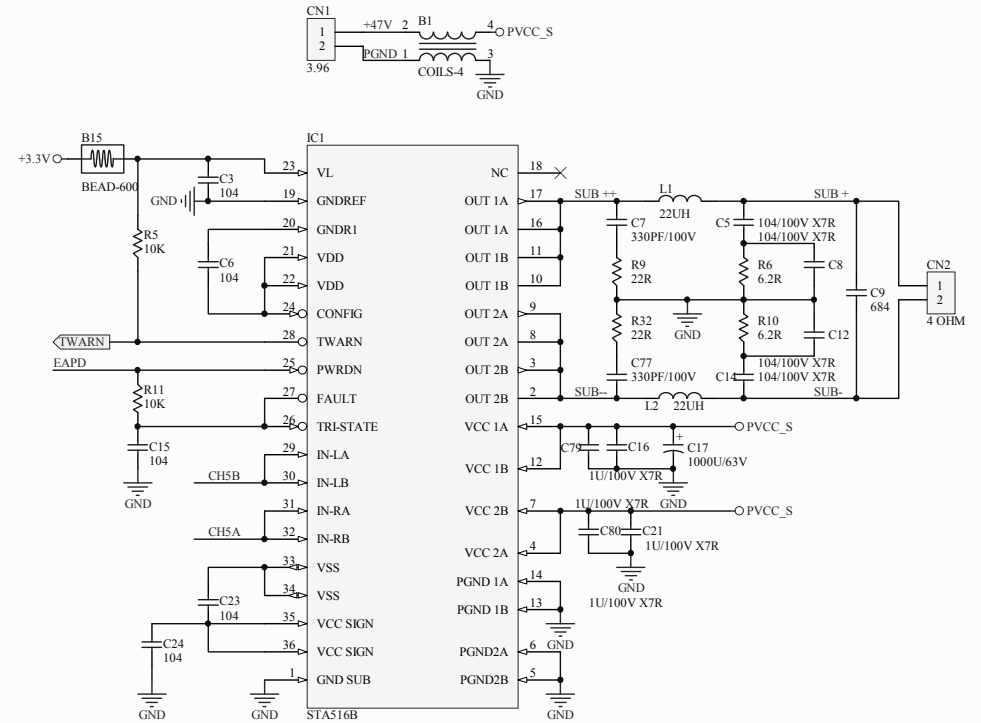 CN1
1
2
3.96
+47V 2 B1 4 PVCC_S
PGND 1 3
COILS-4
GND
IC1
B15
+3.3V
BEAD-600
23 VL
C3
104
GND
19 GNDREF
20 GNDR1
R5
10K
21 VDD
C6
104
22 VDD
24 CONFIG
TWARN
28 TWARN
EAPD
25 PWRDN
R11
10K
27 FAULT
26 TRI-STATE
C15
104
GND
29 IN-LA
CH5B
30 IN-LB
31 IN-RA
CH5A
32 IN-RB
33 VSS
34 VSS
C23
104
35 VCC SIGN
C24
104
36 VCC SIGN
1 GND SUB
GND
GND
STA516B
NC 18
OUT 1A 17
OUT 1A 16
OUT 1B 11
OUT 1B 10
OUT 2A 9
OUT 2A 8
OUT 2B 3
OUT 2B 2
VCC 1A 15
VCC 1B 12
VCC 2B 7
VCC 2A 4
PGND 1A 14
PGND 1B 13
PGND2A 6
PGND2B 5
GND
GND
SUB ++
L1
22UH
SUB +
C7
330PF/100V
C5
104/100V X7R
104/100V X7R
R9
22R
R6
6.2R
C8
C9
684
CN2
1
2
4 OHM
GND
R32
22R
R10
6.2R
C12
C77
330PF/100V
104/100V X7R
C14
104/100V X7R
SUB--
L2 22UH
SUB-
PVCC_S
C79
C16
+
C17
1000U/63V
1U/100V X7R
GND
1U/100V X7R
PVCC_S
C80
C21
1U/100V X7R
GND
1U/100V X7R